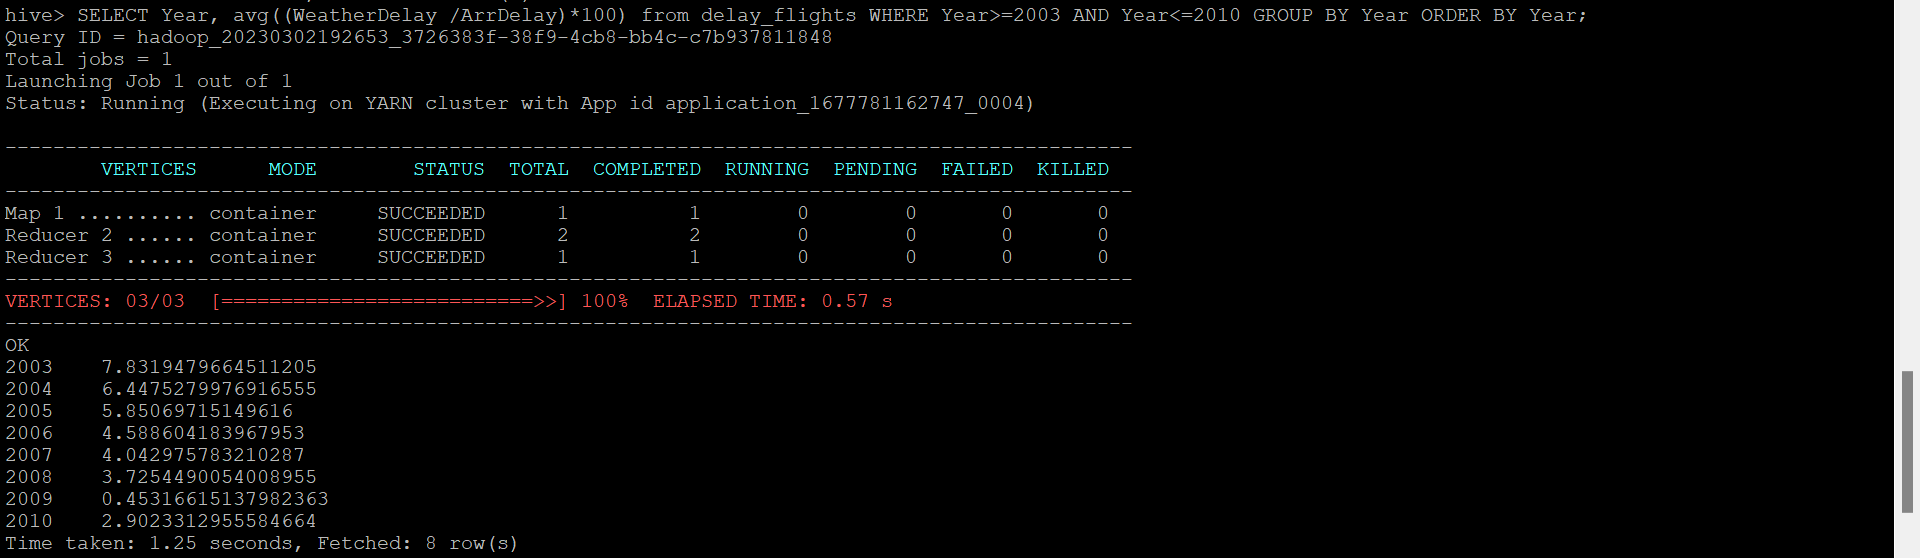 hive> SELECT Year, avg((WeatherDelay /ArrDelay)*100) from delay_flights WHERE Year>=2003 AND Year<=2010 GROUP BY Year ORDER BY Year;
Query ID = hadoop_20230302192653_3726383f-38f9-4cb8-bb4c-c7b937811848
Total jobs = 1
Launching Job 1 out of 1
Status: Running (Executing on YARN cluster with App id application_1677781162747_0004)

----------------------------------------------------------------------------------------------
        VERTICES      MODE        STATUS  TOTAL  COMPLETED  RUNNING  PENDING  FAILED  KILLED
----------------------------------------------------------------------------------------------
Map 1 .......... container     SUCCEEDED      1          1        0        0       0       0
Reducer 2 ...... container     SUCCEEDED      2          2        0        0       0       0
Reducer 3 ...... container     SUCCEEDED      1          1        0        0       0       0
----------------------------------------------------------------------------------------------
VERTICES: 03/03  [==========================>>] 100%  ELAPSED TIME: 0.57 s
----------------------------------------------------------------------------------------------
OK
2003    7.8319479664511205
2004    6.4475279976916555
2005    5.85069715149616
2006    4.588604183967953
2007    4.042975783210287
2008    3.7254490054008955
2009    0.45316615137982363
2010    2.9023312955584664
Time taken: 1.25 seconds, Fetched: 8 row(s)